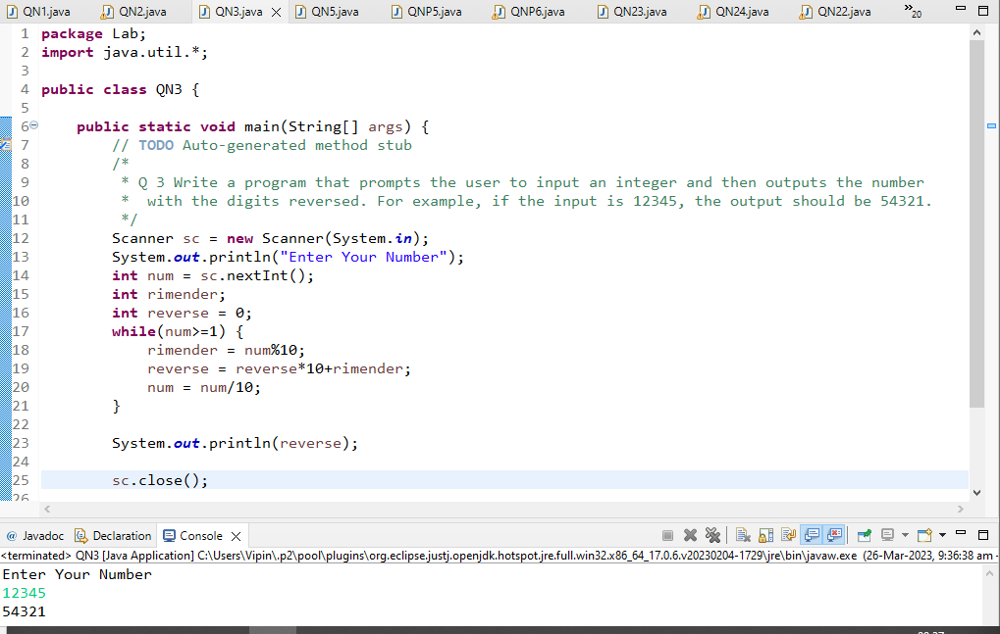 QN1.java QN2.java QN3.java QN5.java QNP5.java QNP6.java QN23.java QN24.java QN22.java »20
1 package Lab;
2 import java.util.*;
3
4 public class QN3 {
5
6 public static void main(String[] args) {
7 // TODO Auto-generated method stub
8 /*
9 * Q 3 Write a program that prompts the user to input an integer and then outputs the number
10 * with the digits reversed. For example, if the input is 12345, the output should be 54321.
11 */
12 Scanner sc = new Scanner(System.in);
13 System.out.println("Enter Your Number");
14 int num = sc.nextInt();
15 int rimender;
16 int reverse = 0;
17 while(num>=1) {
18 rimender = num%10;
19 reverse = reverse*10+rimender;
20 num = num/10;
21 }
22
23 System.out.println(reverse);
24
25 sc.close();
26
@ Javadoc Declaration Console
<terminated> QN3 [Java Application] C:\Users\Vipin\.p2\pool\plugins\org.eclipse.justj.openjdk.hotspot.jre.full.win32.x86_64_17.0.6.v20230204-1729\jre\bin\javaw.exe (26-Mar-2023, 9:36:38 am -
Enter Your Number
12345
54321